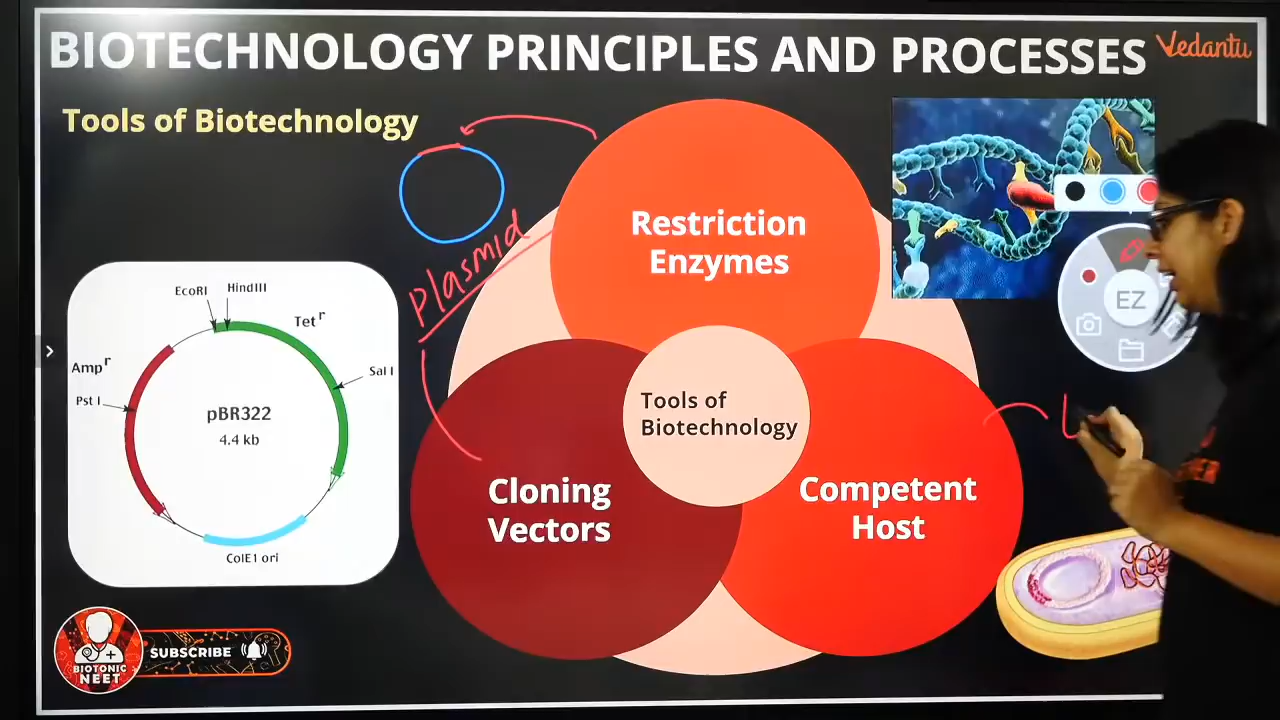 BIOTECHNOLOGY PRINCIPLES AND PROCESSES
Vedantu
Tools of Biotechnology
Restriction
Enzymes
Plasmid
EZ
EcoRI
HindIII
Tet r
Amp r
Sal I
Pst I
pBR322
4.4 kb
ColE1 ori
Tools of
Biotechnology
Cloning
Vectors
Competent
Host
BIOTONIC
NEET
SUBSCRIBE